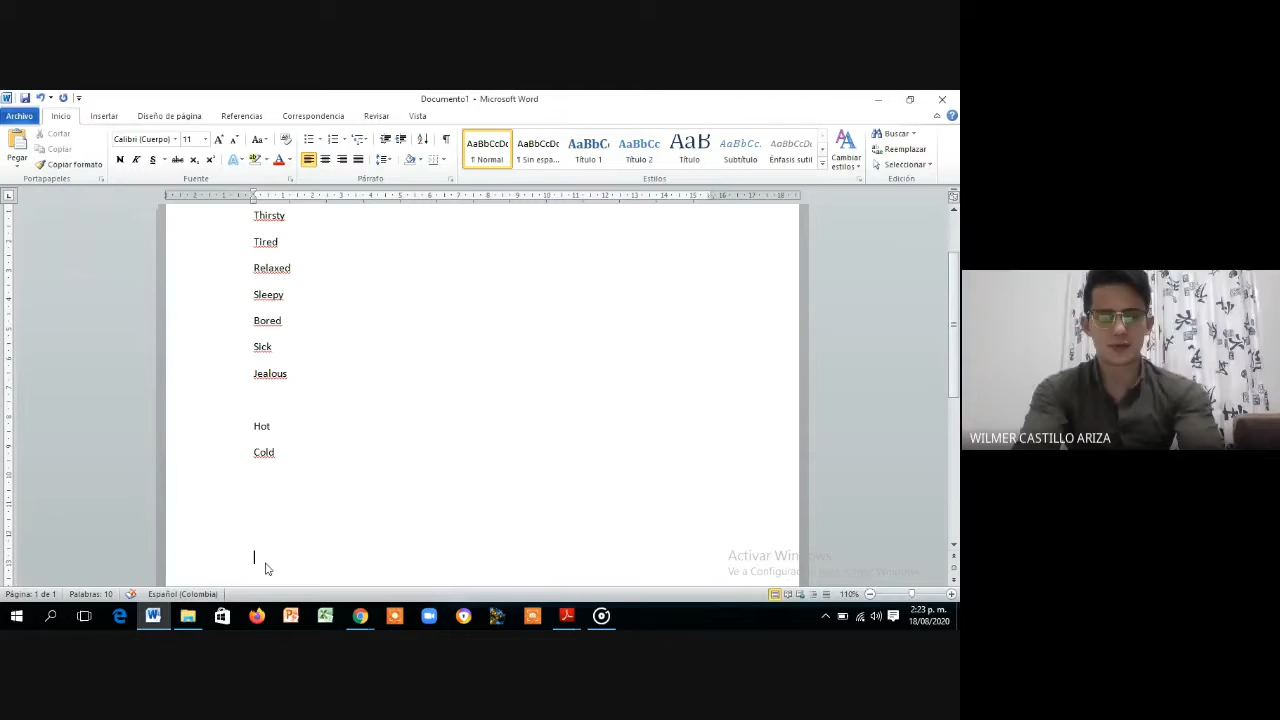 Documento1 - Microsoft Word
Archivo Inicio Insertar Diseño de página Referencias Correspondencia Revisar Vista
Cortar
Copiar
Copiar formato
Pegar
Portapapeles
Calibri (Cuerpo) 11
Fuente
Párrafo
AaBbCcDc AaBbCcDc AaBbC AaBbCc AaB AaBbCc. AaBbCcDc
¶ Normal ¶ Sin espa... Título 1 Título 2 Título Subtítulo Énfasis sutil
Estilos
Cambiar estilos
Buscar
Reemplazar
Seleccionar
Edición
Thirsty
Tired
Relaxed
Sleepy
Bored
Sick
Jealous
Hot
Cold
Activar Windows
Ve a Configuración
Página: 1 de 1 Palabras: 10 Español (Colombia) 110%
2:23 p. m.
18/08/2020
WILMER CASTILLO ARIZA